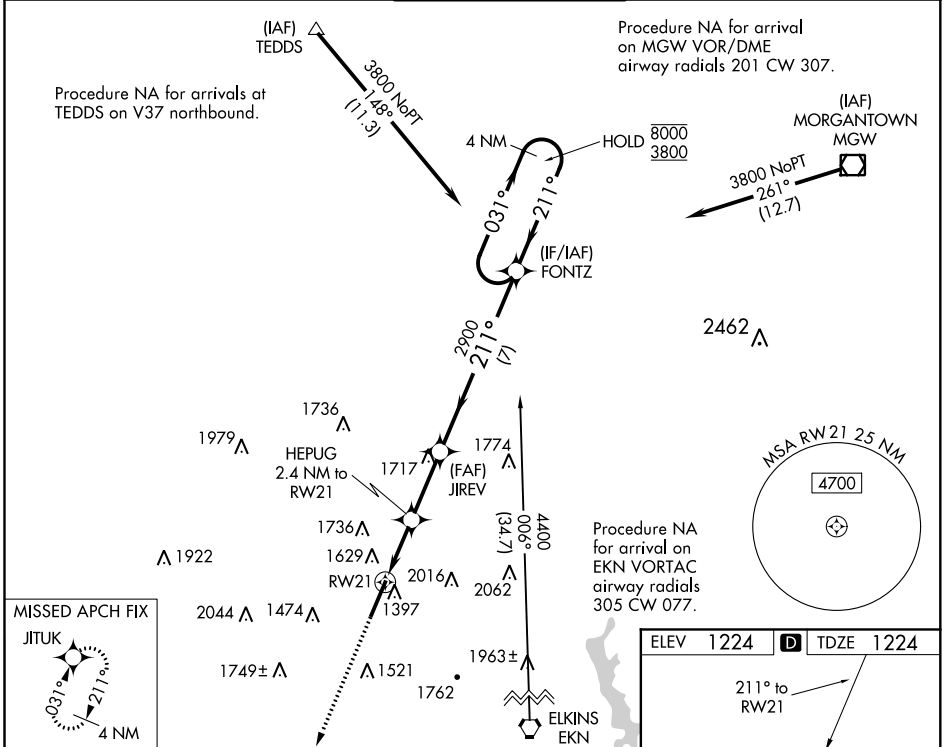 (IAF)
TEDDS
Procedure NA for arrival
on MGW VOR/DME
airway radials 201 CW 307.
Procedure NA for arrivals at
TEDDS on V37 northbound.
3800 NoPT
148°
(11.3)
(IAF)
MORGANTOWN
MGW
4 NM
HOLD 8000
3800
3800 NoPT
261°
(12.7)
031°
211°
(IF/IAF)
FONTZ
2900
211°
(7)
2462
1736
1979
HEPUG
2.4 NM to
RW21
1717
(FAF)
JIREV
1774
MSA RW21 25 NM
4700
4400
006°
(34.7)
1736
1922
1629
RW21
2016
2062
1397
Procedure NA
for arrival on
EKN VORTAC
airway radials
305 CW 077.
2044
1474
MISSED APCH FIX
JITUK
031°
211°
4 NM
1749±
1521
1762
1963±
ELKINS
EKN
ELEV 1224 D TDZE 1224
211° to
RW21